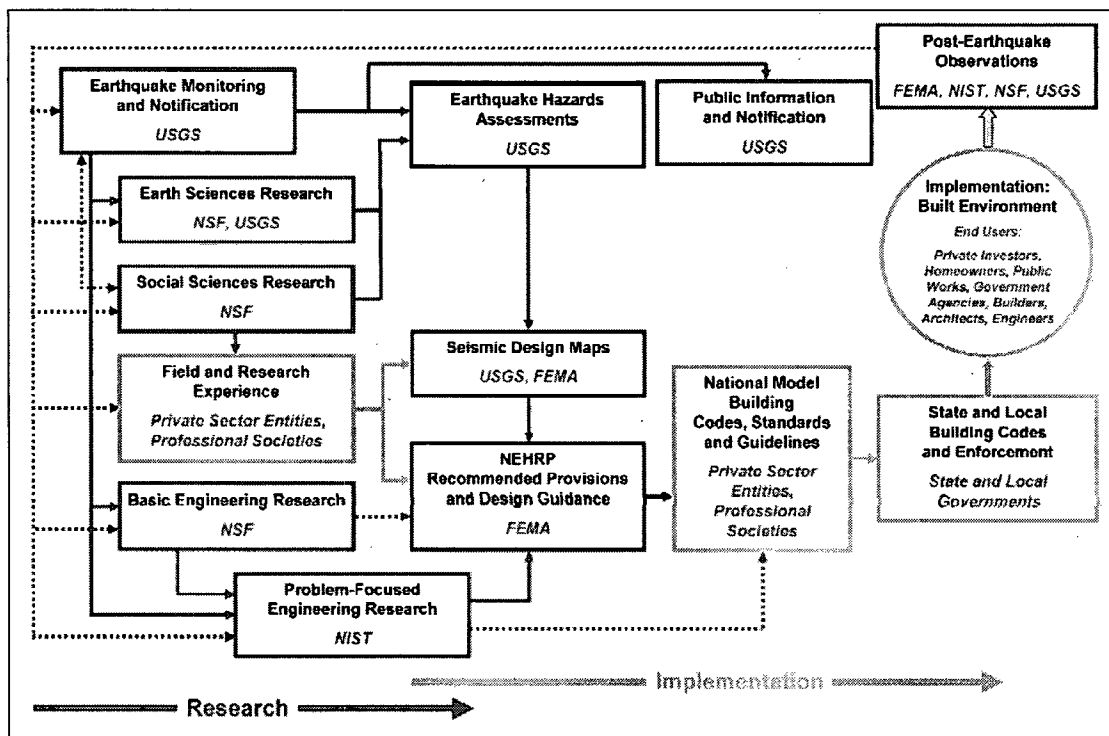 Post-Earthquake
Observations
FEMA, NIST, NSF, USGS
Earthquake Monitoring
and Notification
USGS
Earthquake Hazards
Assessments
USGS
Public Information
and Notification
USGS
Implementation:
Built Environment
End Users:
Private Investors,
Homeowners, Public
Works, Government
Agencies, Builders,
Architects, Engineers
Earth Sciences Research
NSF, USGS
Social Sciences Research
NSF
Field and Research
Experience
Private Sector Entities,
Professional Societies
Seismic Design Maps
USGS, FEMA
National Model
Building
Codes, Standards
and Guidelines
Private Sector
Entities,
Professional
Societies
State and Local
Building Codes
and Enforcement
State and Local
Governments
NEHRP
Recommended Provisions
and Design Guidance
FEMA
Basic Engineering Research
NSF
Problem-Focused
Engineering Research
NIST
Implementation
Research